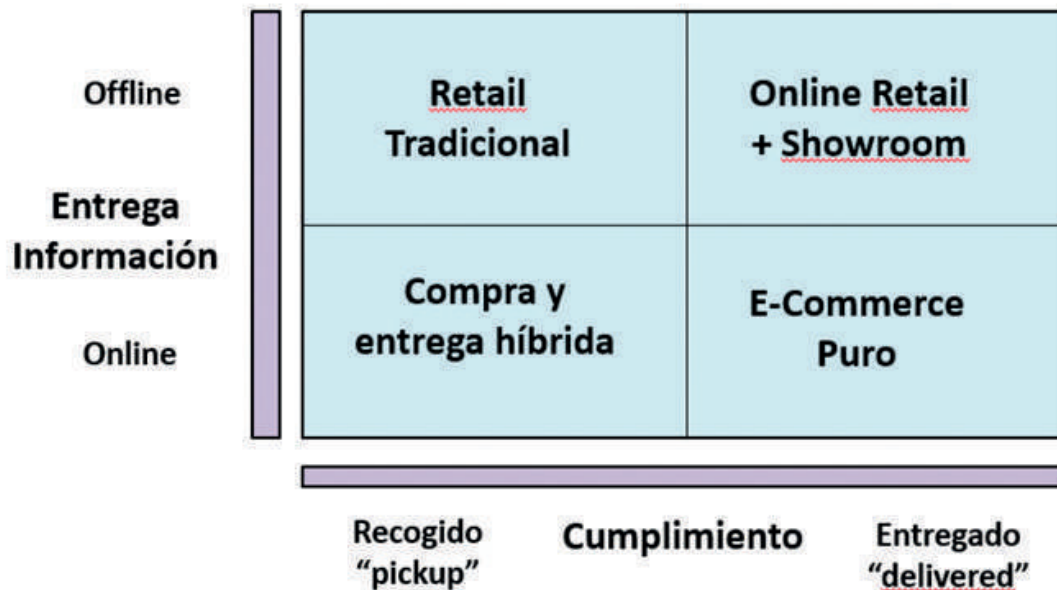 Offline
Retail
Tradicional
Online Retail
+ Showroom
Entrega
Información
Online
Compra y
entrega híbrida
E-Commerce
Puro
Recogido
“pickup”
Cumplimiento
Entregado
“delivered”